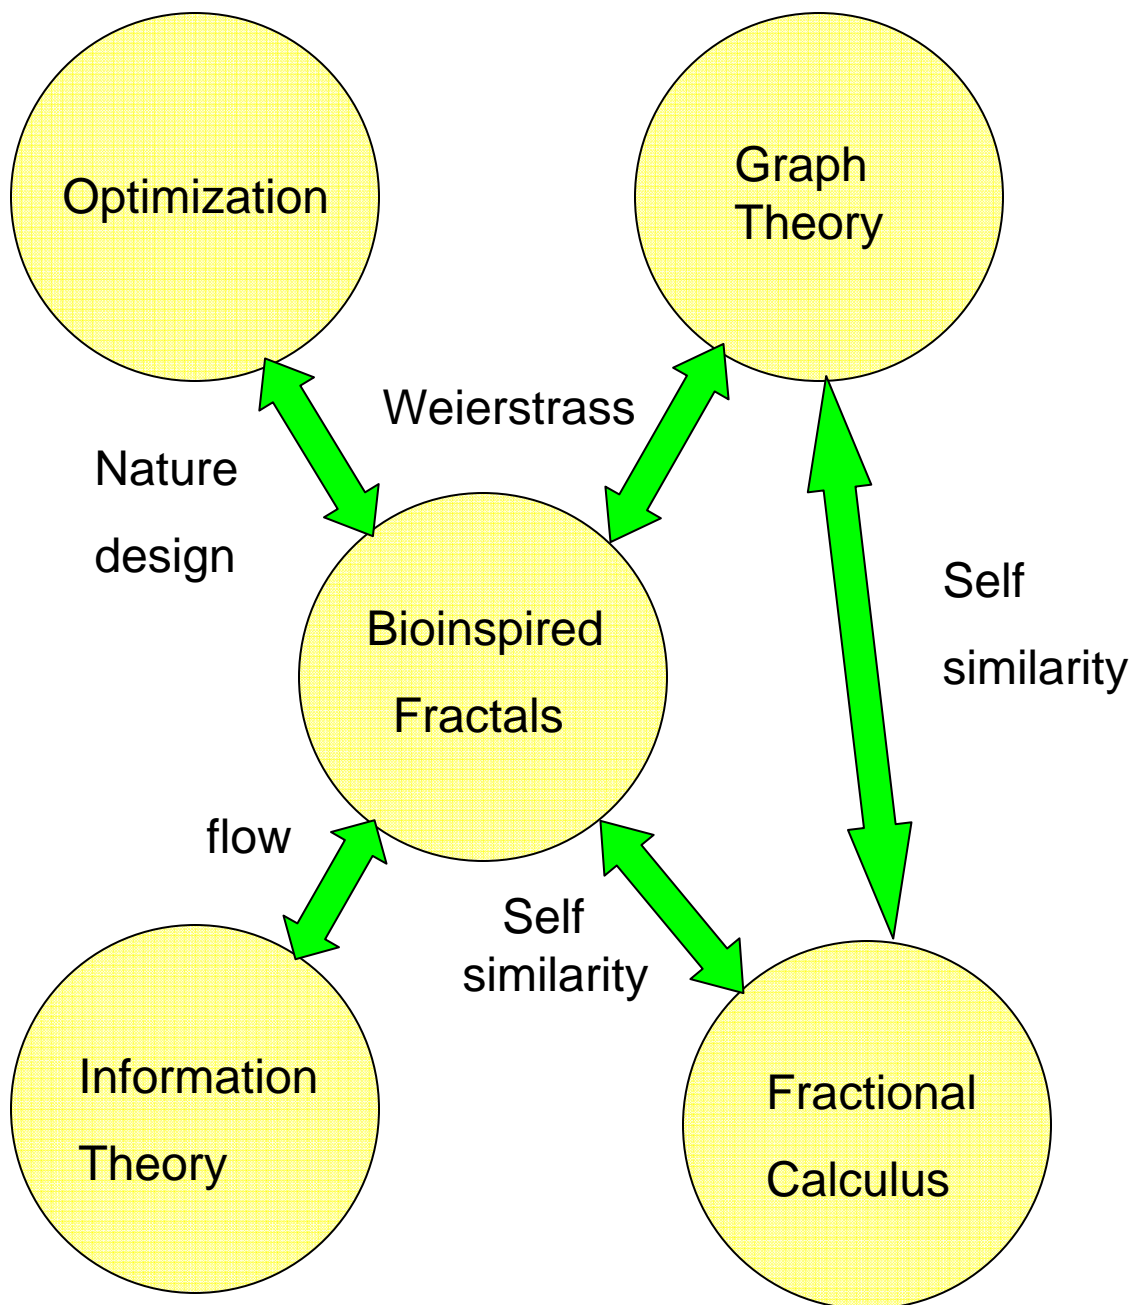 Optimization
Graph
Theory
Weierstrass
Nature
design
Bioinspired
Fractals
Self
similarity
flow
Self
similarity
Information
Theory
Fractional
Calculus